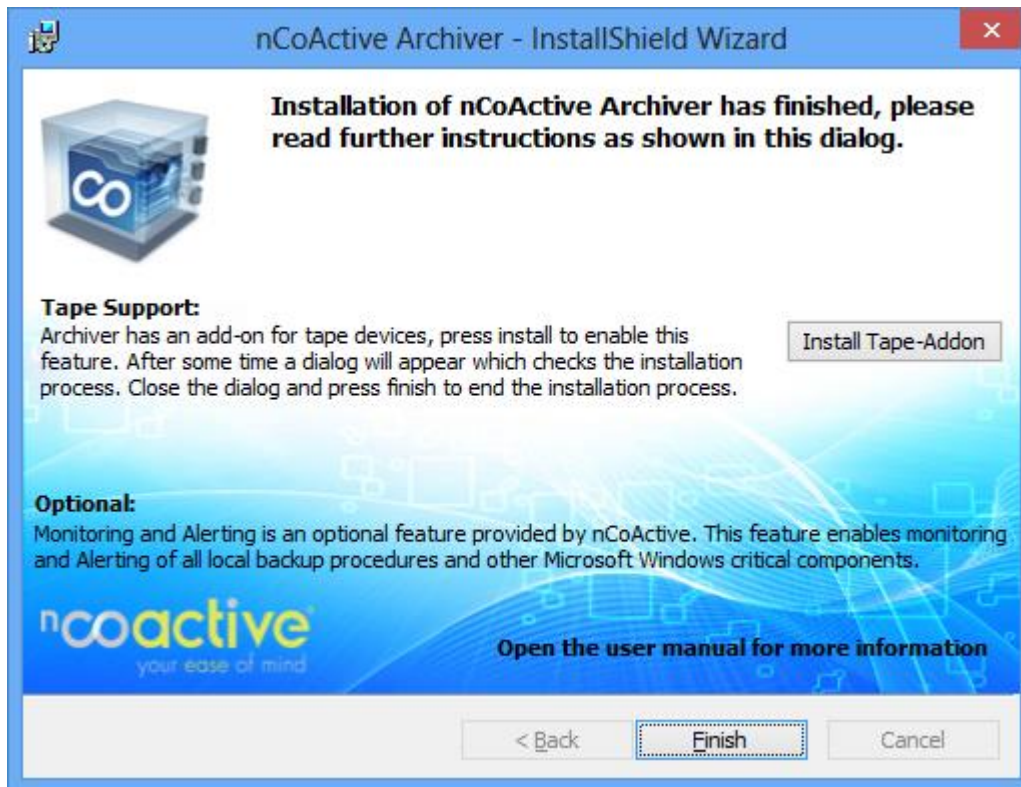 nCoActive Archiver - InstallShield Wizard
Installation of nCoActive Archiver has finished, please
read further instructions as shown in this dialog.
CO
Tape Support:
Archiver has an add-on for tape devices, press install to enable this
feature. After some time a dialog will appear which checks the installation
process. Close the dialog and press finish to end the installation process.
Install Tape-Addon
Optional:
Monitoring and Alerting is an optional feature provided by nCoActive. This feature enables monitoring
and Alerting of all local backup procedures and other Microsoft Windows critical components.
ncoactive
your ease of mind
Open the user manual for more information
< Back
Finish
Cancel